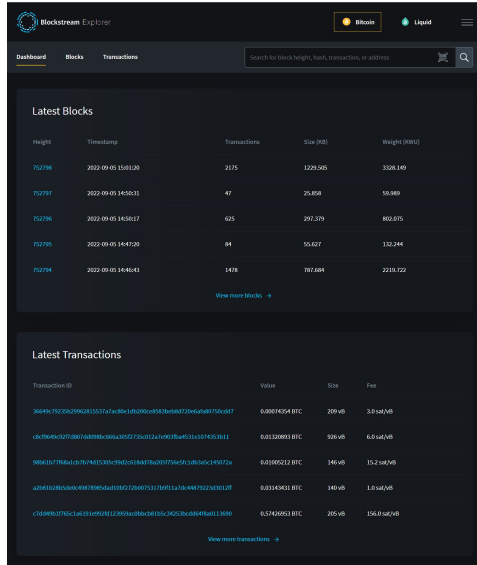 Blockstream Explorer
Bitcoin
Liquid
Dashboard Blocks Transactions
Search for block height, hash, transaction, or address
Latest Blocks
Height Timestamp Transactions Size (KB) Weight (KWU)
752798 2022-09-05 15:01:20 2175 1229.505 3328.149
752797 2022-09-05 14:50:31 47 25.858 59.989
752796 2022-09-05 14:50:17 625 297.379 802.075
752795 2022-09-05 14:47:20 84 55.627 132.244
752794 2022-09-05 14:46:43 1478 787.684 2219.722
View more blocks →
Latest Transactions
Transaction ID Value Size Fee
0.00074354 BTC 209 vB 3.0 sat/vB
0.01320893 BTC 926 vB 6.0 sat/vB
0.01005212 BTC 146 vB 15.2 sat/vB
0.03143431 BTC 140 vB 1.0 sat/vB
0.57426953 BTC 205 vB 156.0 sat/vB
View more transactions →